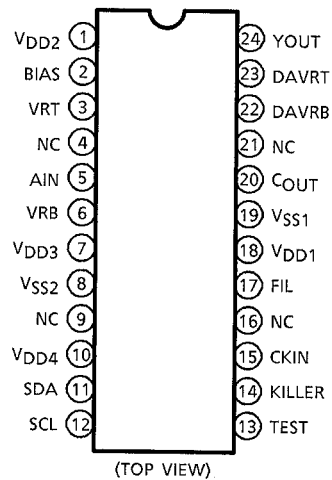 VDD2 1 24 YOUT
BIAS 2 23 DAVRT
VRT 3 22 DAVRB
NC 4 21 NC
AIN 5 20 COUT
VRB 6 19 VSS1
VDD3 7 18 VDD1
VSS2 8 17 FIL
NC 9 16 NC
VDD4 10 15 CKIN
SDA 11 14 KILLER
SCL 12 13 TEST
(TOP VIEW)